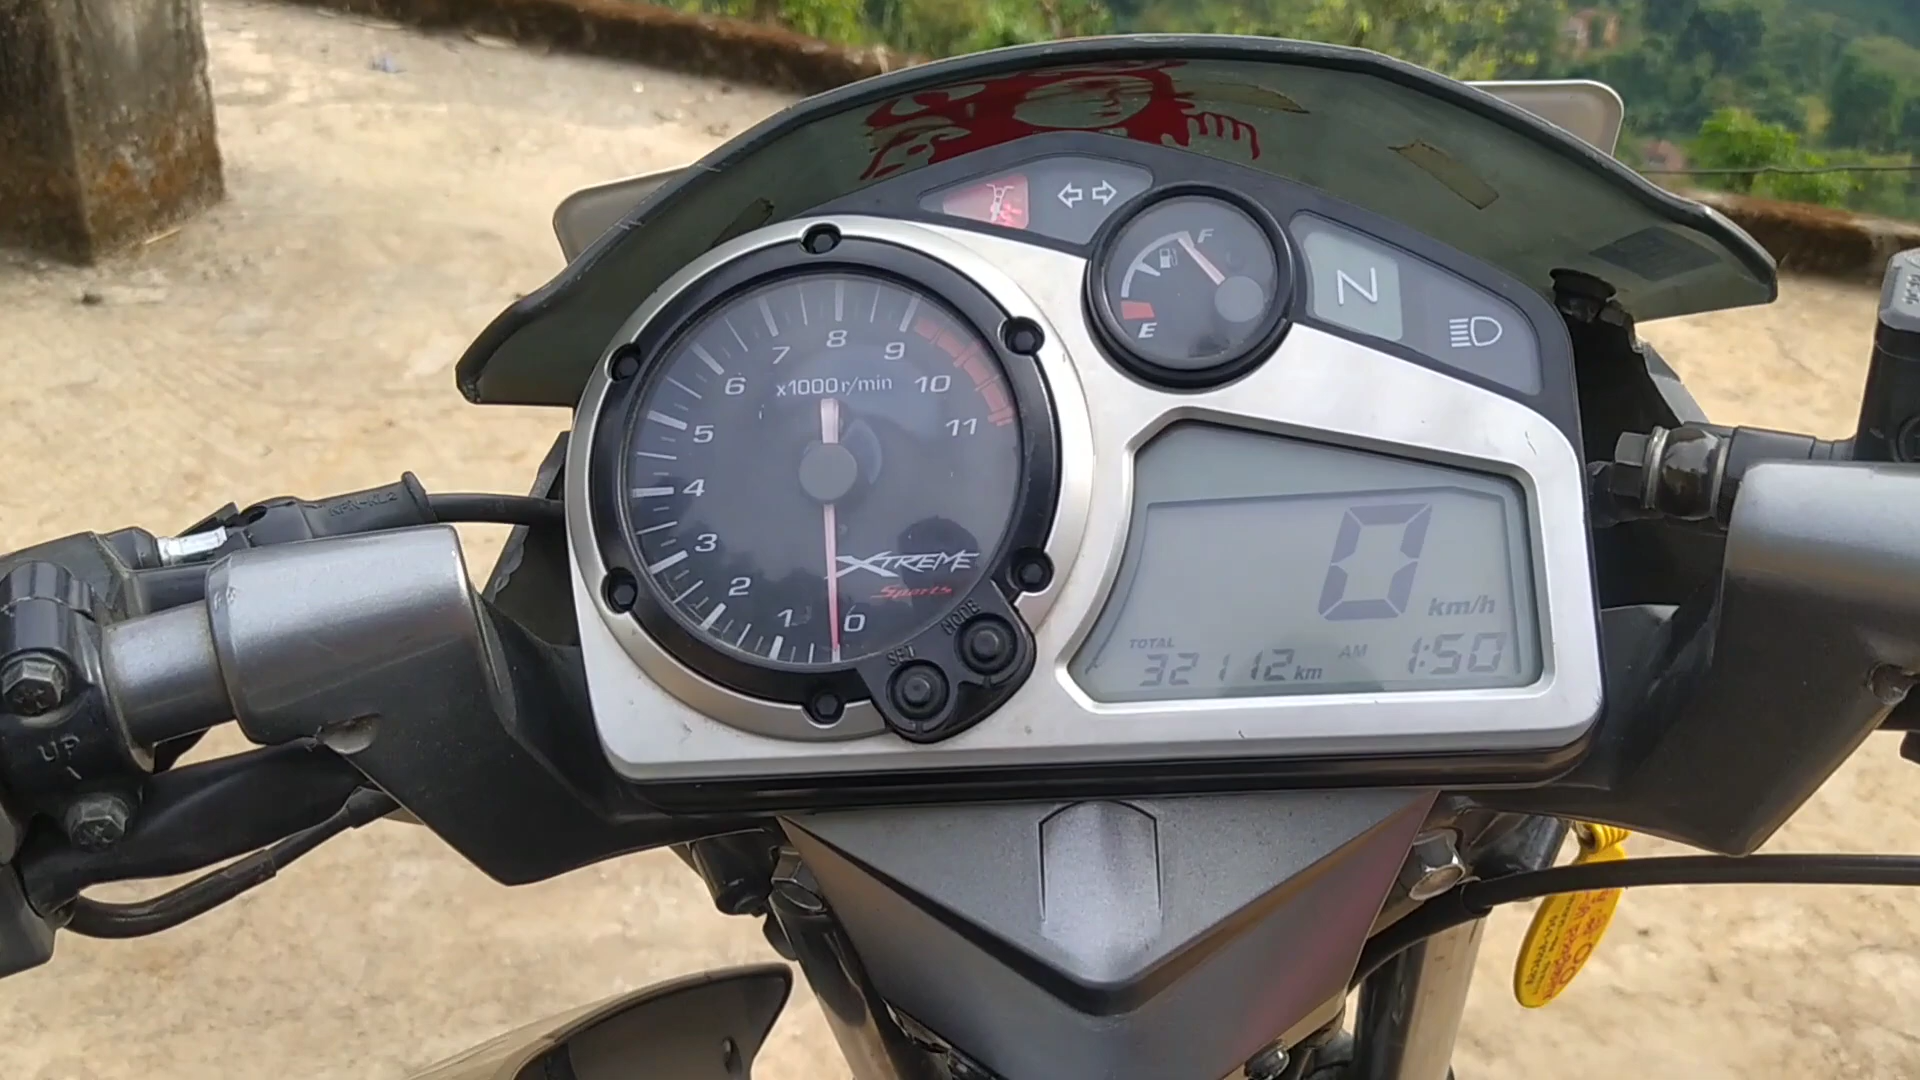 F
E
N
8
7
9
6
x1000 r/min
10
5
11
4
3
XTREME
Sports
2
1
0
MODE
SET
0
km/h
TOTAL
32112 km
AM 1:50
UP